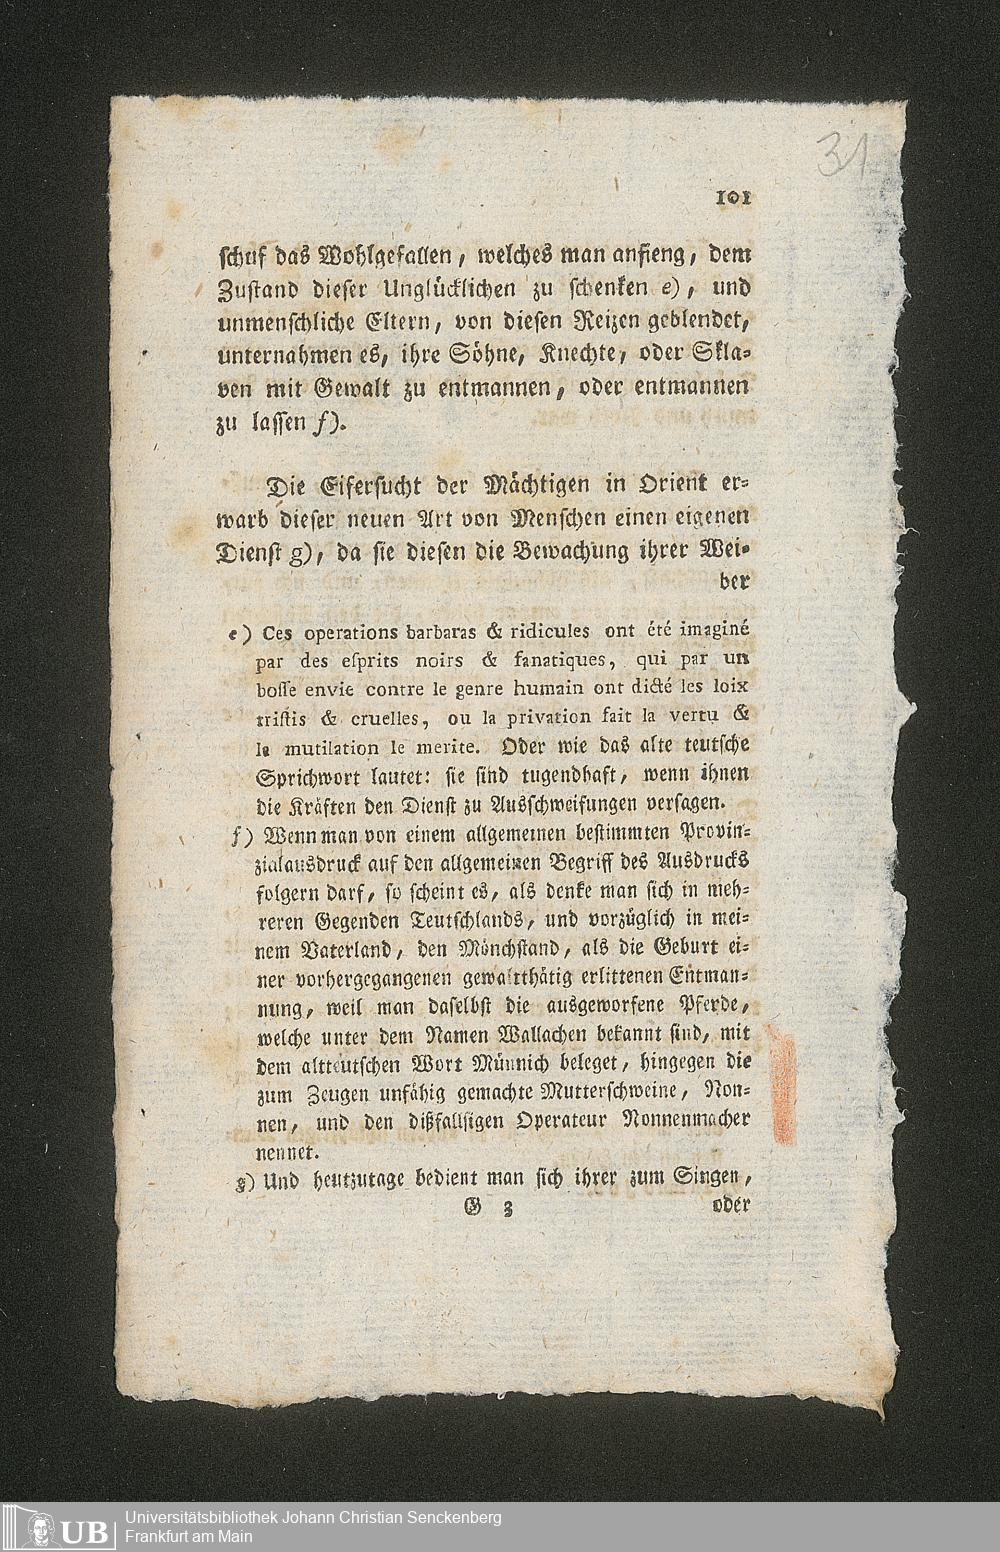 31
101
schuf das Wohlgefallen, welches man anfieng, dem
Zustand dieser Unglücklichen zu schenken e), und
unmenschliche Eltern, von diesen Reizen geblendet,
unternahmen es, ihre Söhne, Knechte, oder Skla-
ven mit Gewalt zu entmannen, oder entmannen
zu lassen f).
Die Eifersucht der Mächtigen in Orient er-
warb dieser neuen Art von Menschen einen eigenen
Dienst g), da sie diesen die Bewachung ihrer Wei-
ber
e) Ces operations barbaras & ridicules ont été imaginé
par des esprits noirs & fanatiques, qui par un
bosse envie contre le genre humain ont dicté les loix
tristis & cruelles, ou la privation fait la vertu &
la mutilation le merite. Oder wie das alte teutsche
Sprichwort lautet: sie sind tugendhaft, wenn ihnen
die Kräften den Dienst zu Ausschweifungen versagen.
f) Wenn man von einem allgemeinen bestimmten Provin-
zialausdruck auf den allgemeinen Begriff des Ausdrucks
folgern darf, so scheint es, als denke man sich in meh-
reren Gegenden Teutschlands, und vorzüglich in mei-
nem Vaterland, den Mönchstand, als die Geburt ei-
ner vorhergegangenen gewaltthätig erlittenen Entman-
nung, weil man daselbst die ausgeworfene Pferde,
welche unter dem Namen Wallachen bekannt sind, mit
dem altteutschen Wort Münnich beleget, hingegen die
zum Zeugen unfähig gemachte Mutterschweine, Non-
nen, und den dißfallsigen Operateur Nonnenmacher
nennet.
g) Und heutzutage bedient man sich ihrer zum Singen,
G 3 oder
UB Universitätsbibliothek Johann Christian Senckenberg
Frankfurt am Main